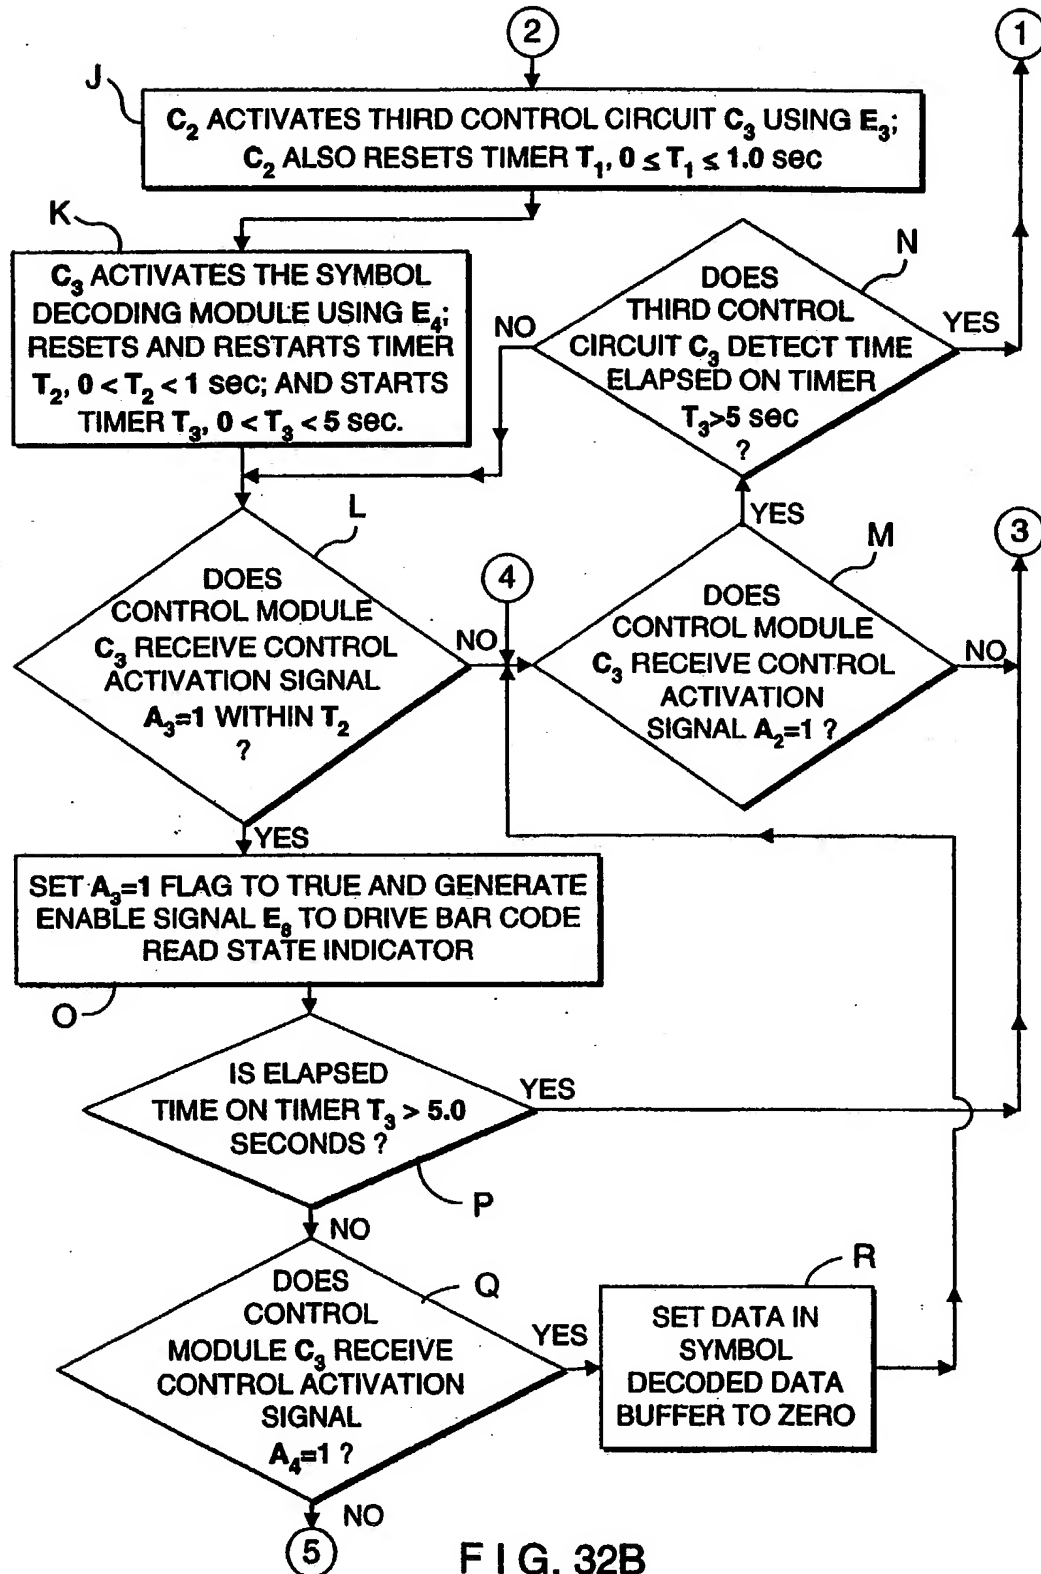 2
1
J
C2 ACTIVATES THIRD CONTROL CIRCUIT C3 USING E3;
C2 ALSO RESETS TIMER T1, 0 ≤ T1 ≤ 1.0 sec
K
C3 ACTIVATES THE SYMBOL
DECODING MODULE USING E4;
RESETS AND RESTARTS TIMER
T2, 0 < T2 < 1 sec; AND STARTS
TIMER T3, 0 < T3 < 5 sec.
N
DOES
THIRD CONTROL
CIRCUIT C3 DETECT TIME
ELAPSED ON TIMER
T3>5 sec
?
NO
YES
L
DOES
CONTROL MODULE
C3 RECEIVE CONTROL
ACTIVATION SIGNAL
A3=1 WITHIN T2
?
NO
YES
4
YES
M
3
DOES
CONTROL MODULE
C3 RECEIVE CONTROL
ACTIVATION
SIGNAL A2=1 ?
NO
SET A3=1 FLAG TO TRUE AND GENERATE
ENABLE SIGNAL E8 TO DRIVE BAR CODE
READ STATE INDICATOR
O
IS ELAPSED
TIME ON TIMER T3 > 5.0
SECONDS ?
YES
P
NO
DOES
CONTROL
MODULE C3 RECEIVE
CONTROL ACTIVATION
SIGNAL
A4=1 ?
Q
YES
R
SET DATA IN
SYMBOL
DECODED DATA
BUFFER TO ZERO
NO
5
FIG. 32B